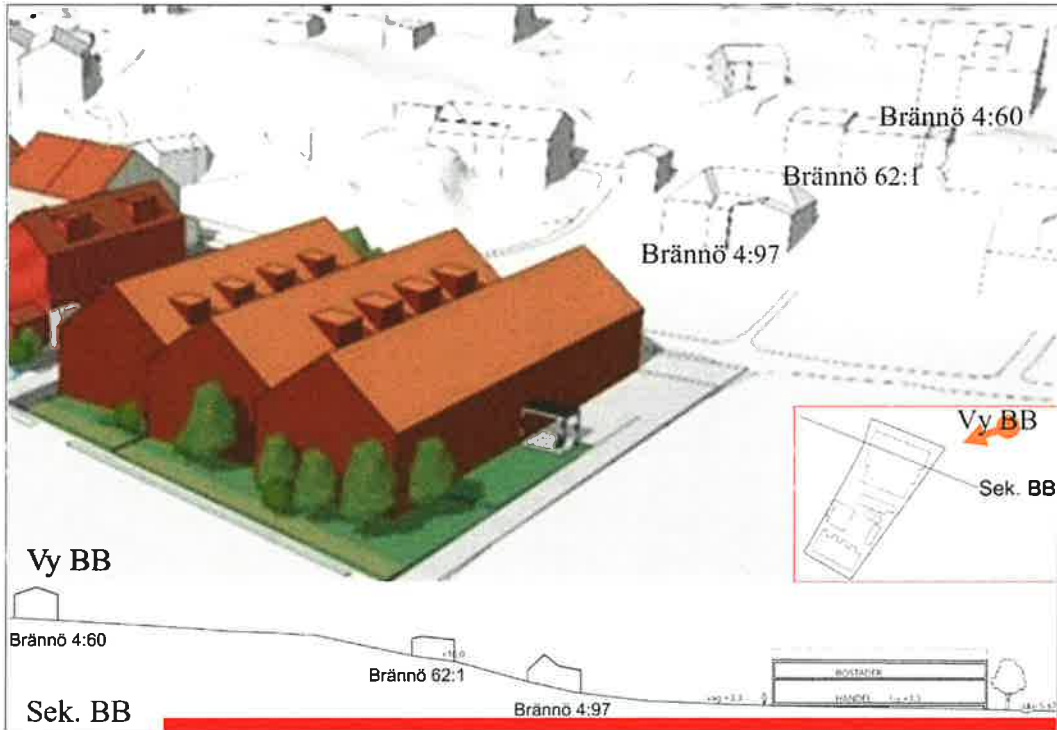 Brännö 4:60
Brännö 62:1
Brännö 4:97
Vy BB
Sek. BB
Vy BB
Brännö 4:60
Brännö 62:1
Brännö 4:97
BOSTÄDER
HANDEL
Sek. BB